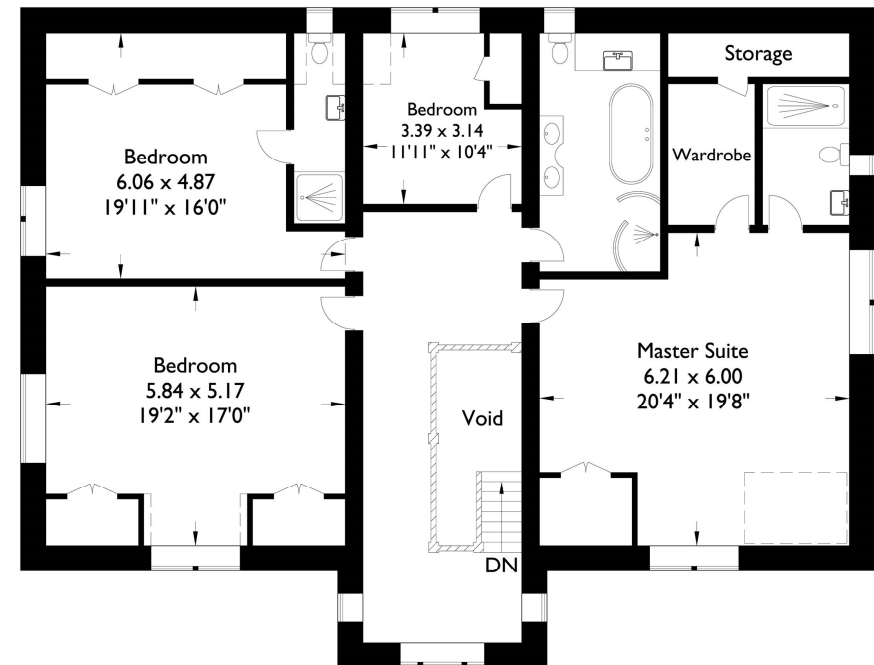 Storage
Bedroom
3.39 x 3.14
11'11" x 10'4"
Bedroom
6.06 x 4.87
19'11" x 16'0"
Wardrobe
Bedroom
5.84 x 5.17
19'2" x 17'0"
Master Suite
6.21 x 6.00
20'4" x 19'8"
Void
DN